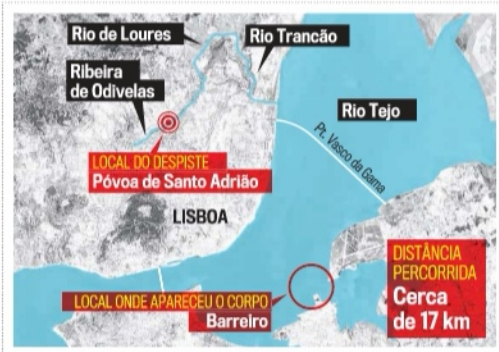 Rio de Loures
Rio Trancão
Ribeira
de Odivelas
Rio Tejo
Pt. Vasco da Gama
LOCAL DO DESPISTE
Póvoa de Santo Adrião
LISBOA
DISTÂNCIA
PERCORRIDA
Cerca
de 17 km
LOCAL ONDE APARECEU O CORPO
Barreiro